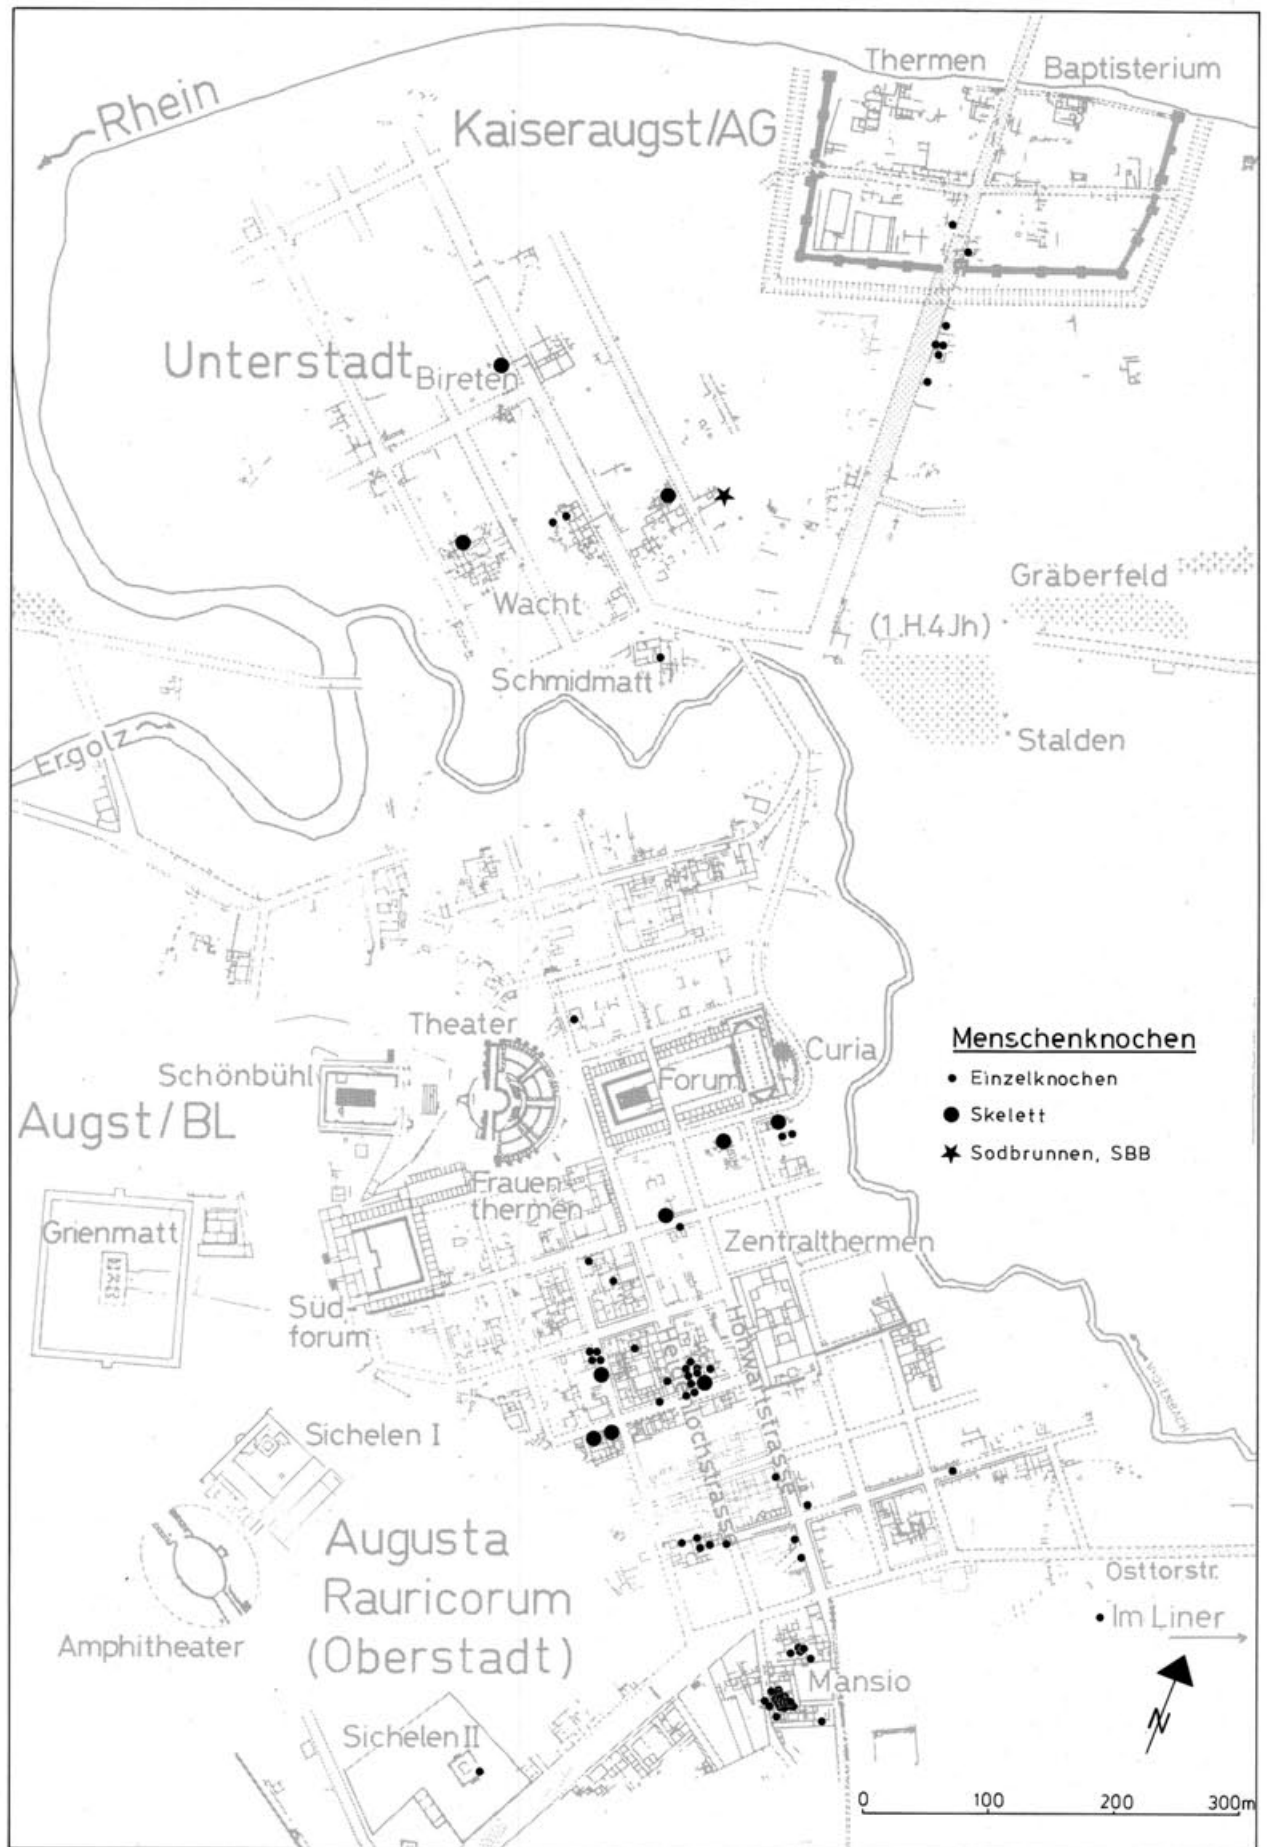 Thermen
Baptisterium
Rhein
Kaiseraugst/AG
Unterstadt
Bireten
Gräberfeld
Wacht
(1.H.4Jh)
Schmidmatt
Stalden
Ergolz
Theater
Curia
Menschenknochen
Schönbühl
Forum
Einzelknochen
Augst/BL
Skelett
Sodbrunnen, SBB
Frauen-
thermen
Grienmatt
Zentralthermen
Süd-
forum
Hohwartstrasse
Sichelen I
Augusta
Rauricorum
(Oberstadt)
Osttorstr.
Im Liner
Amphitheater
Mansio
N
Sichelen II
0 100 200 300m